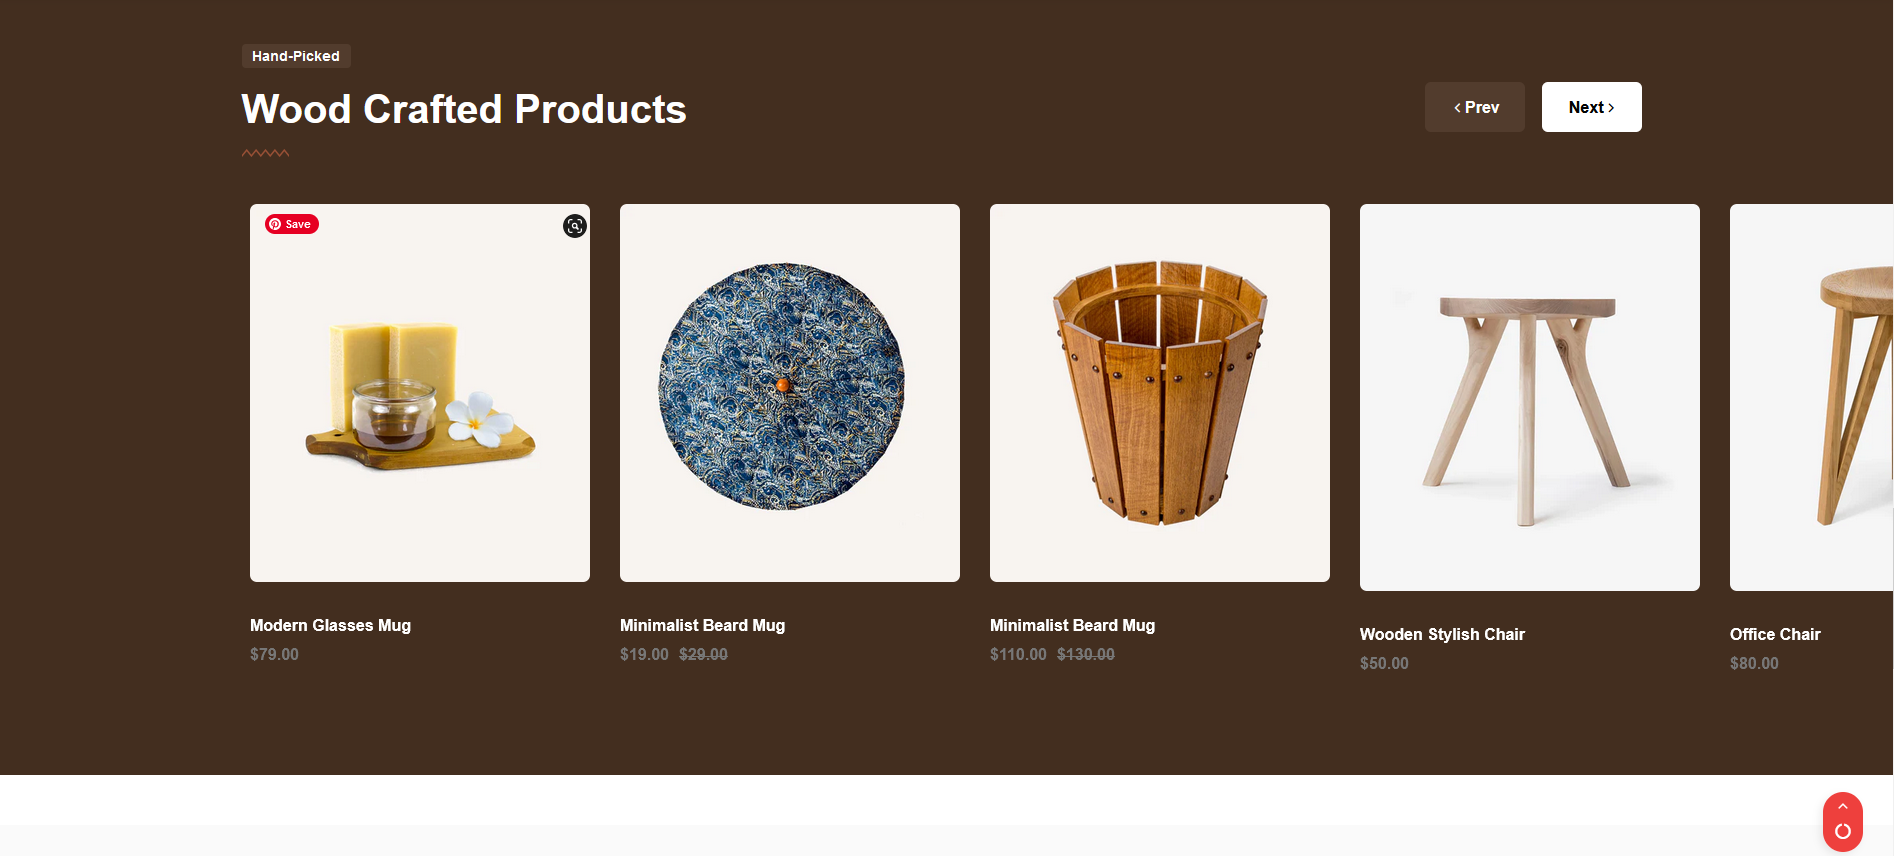 Hand-Picked
Wood Crafted Products
Prev
Next
Save
Modern Glasses Mug
$79.00
Minimalist Beard Mug
$19.00 $29.00
Minimalist Beard Mug
$110.00 $130.00
Wooden Stylish Chair
$50.00
Office Chair
$80.00